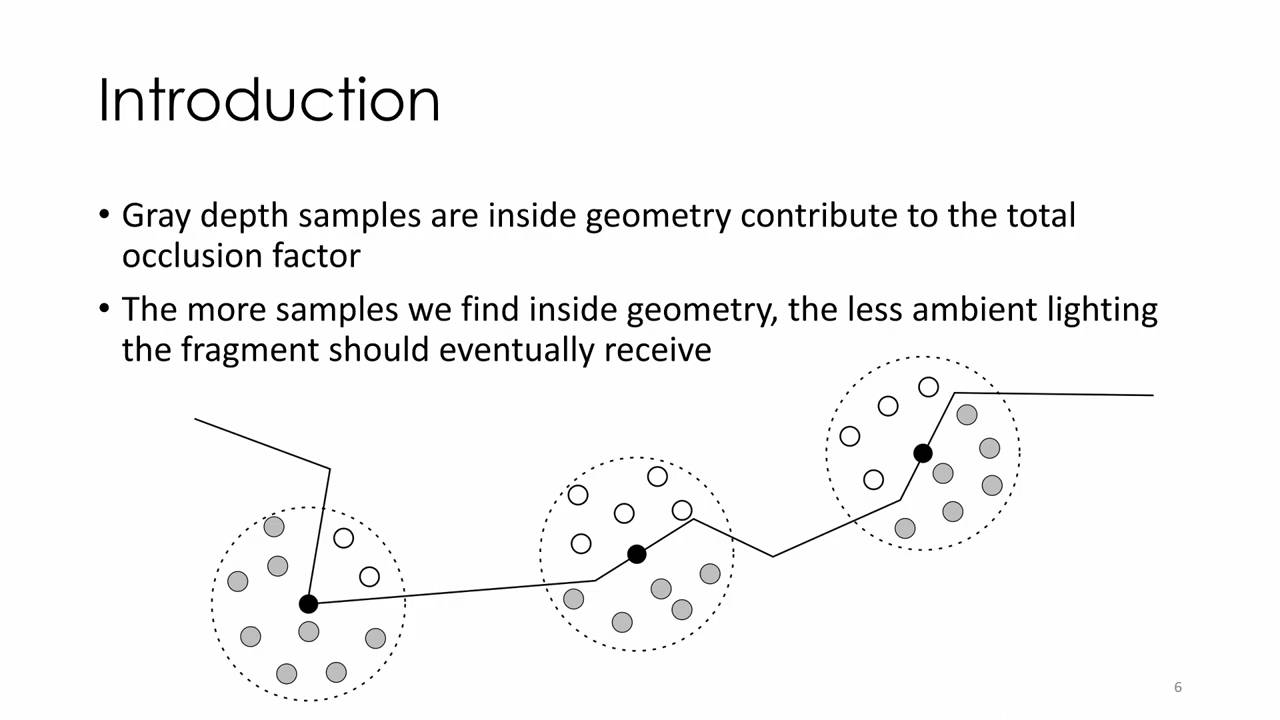 Introduction
• Gray depth samples are inside geometry contribute to the total
occlusion factor
• The more samples we find inside geometry, the less ambient lighting
the fragment should eventually receive
6